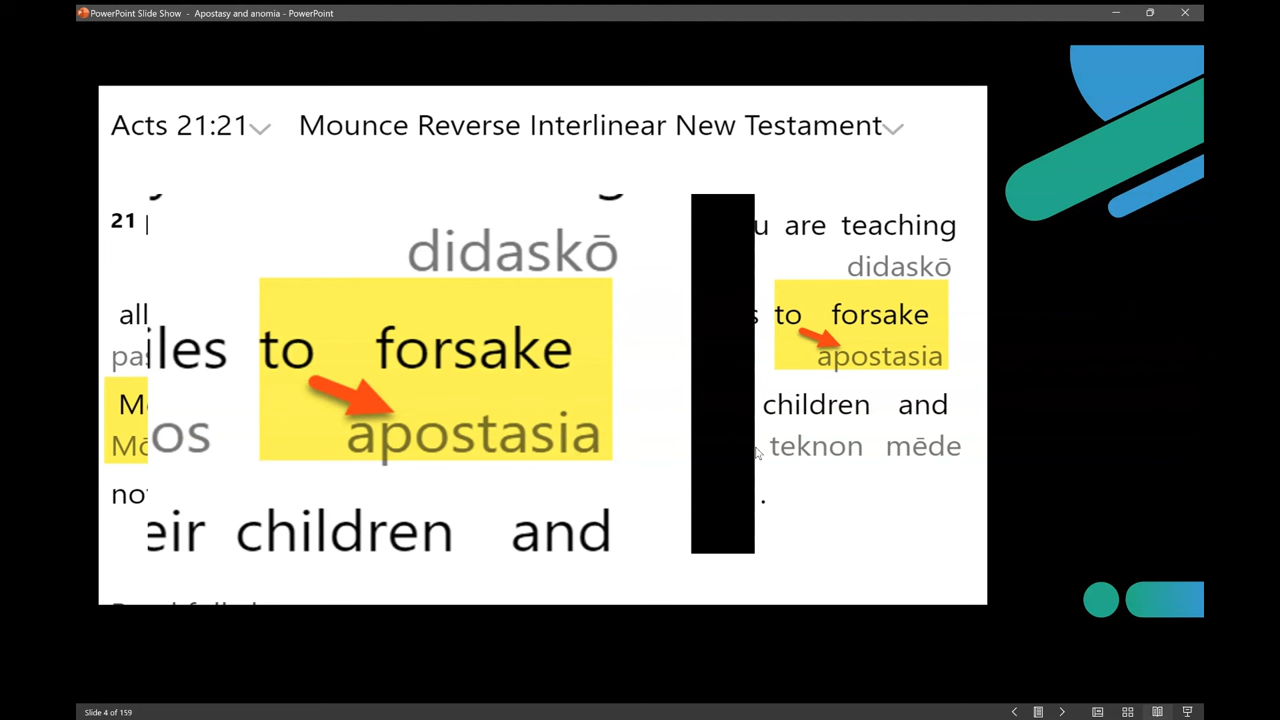 PowerPoint Slide Show - Apostasy and anomia - PowerPoint
Acts 21:21 Mounce Reverse Interlinear New Testament
21
u are teaching
didaskō
didaskō
all
iles to forsake
s to forsake
pas
os apostasia
apostasia
eir children and
children and
teknon mēde
.
Slide 4 of 159